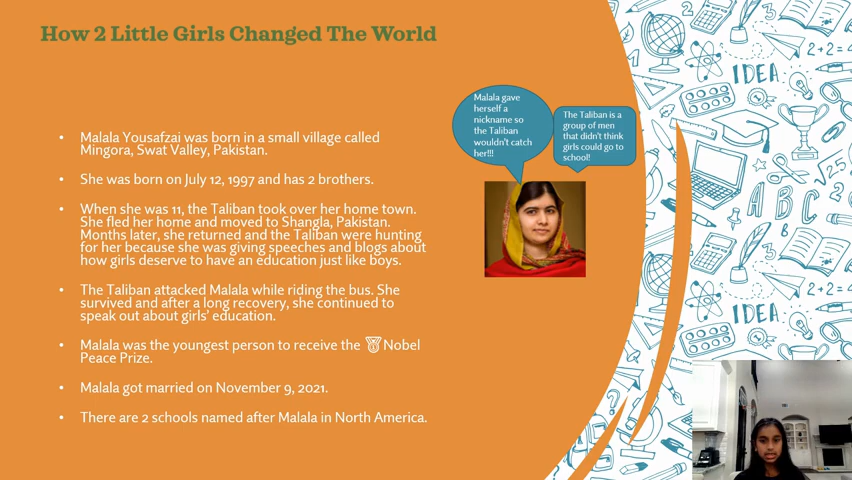 How 2 Little Girls Changed The World
• Malala Yousafzai was born in a small village called
Mingora, Swat Valley, Pakistan.
• She was born on July 12, 1997 and has 2 brothers.
• When she was 11, the Taliban took over her home town.
She fled her home and moved to Shangla, Pakistan.
Months later, she returned and the Taliban were hunting
for her because she was giving speeches and blogs about
how girls deserve to have an education just like boys.
• The Taliban attacked Malala while riding the bus. She
survived and after a long recovery, she continued to
speak out about girls' education.
• Malala was the youngest person to receive the 🏅Nobel
Peace Prize.
• Malala got married on November 9, 2021.
• There are 2 schools named after Malala in North America.
Malala gave
herself a
nickname so
the Taliban
wouldn't catch
her!!!
The Taliban is a
group of men
that didn't think
girls could go to
school!
2+2=4
IDEA
√25
ABC
2+2=4
IDEA